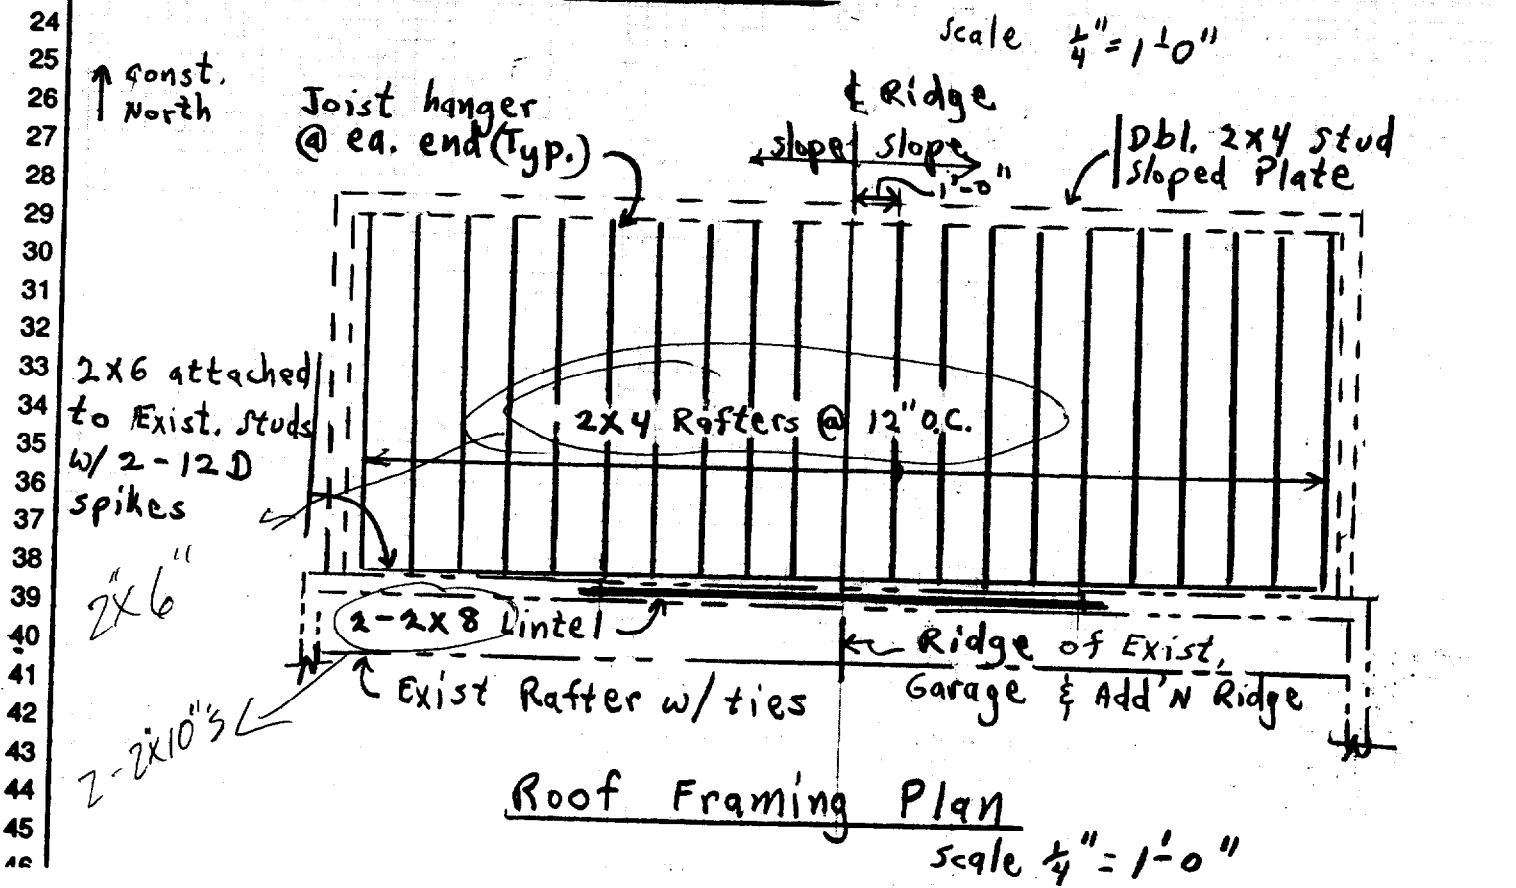 24
25
26
27
28
29
30
31
32
33
34
35
36
37
38
39
40
41
42
43
44
45
46
scale 1/4" = 1'-0"
const.
North
Joist hanger
@ ea. end (Typ.)
℄ Ridge
slope slope
1'-0"
Dbl. 2x4 stud
sloped Plate
2x6 attached
to Exist. studs
w/ 2-12D
spikes
2x4 Rafters @ 12" O.C.
2"x6"
2-2x8 Lintel
Ridge of Exist.
Garage & Add'N Ridge
Exist Rafter w/ ties
2-2"x10"'s
Roof Framing Plan
scale 1/4" = 1'-0"